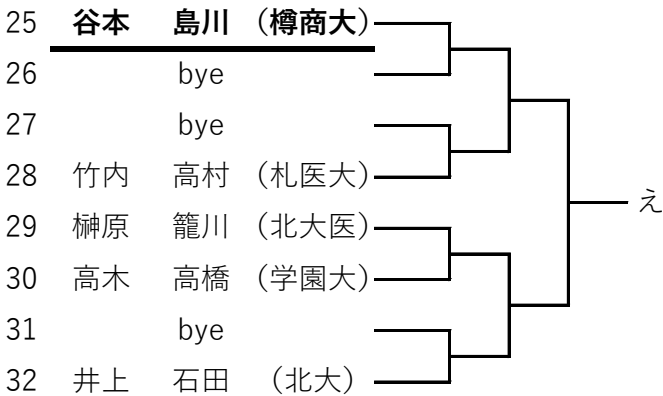 25 谷本 島川 （樽商大）
26 bye
27 bye
28 竹内 高村 （札医大）
え
29 榊原 籠川 （北大医）
30 高木 高橋 （学園大）
31 bye
32 井上 石田 （北大）